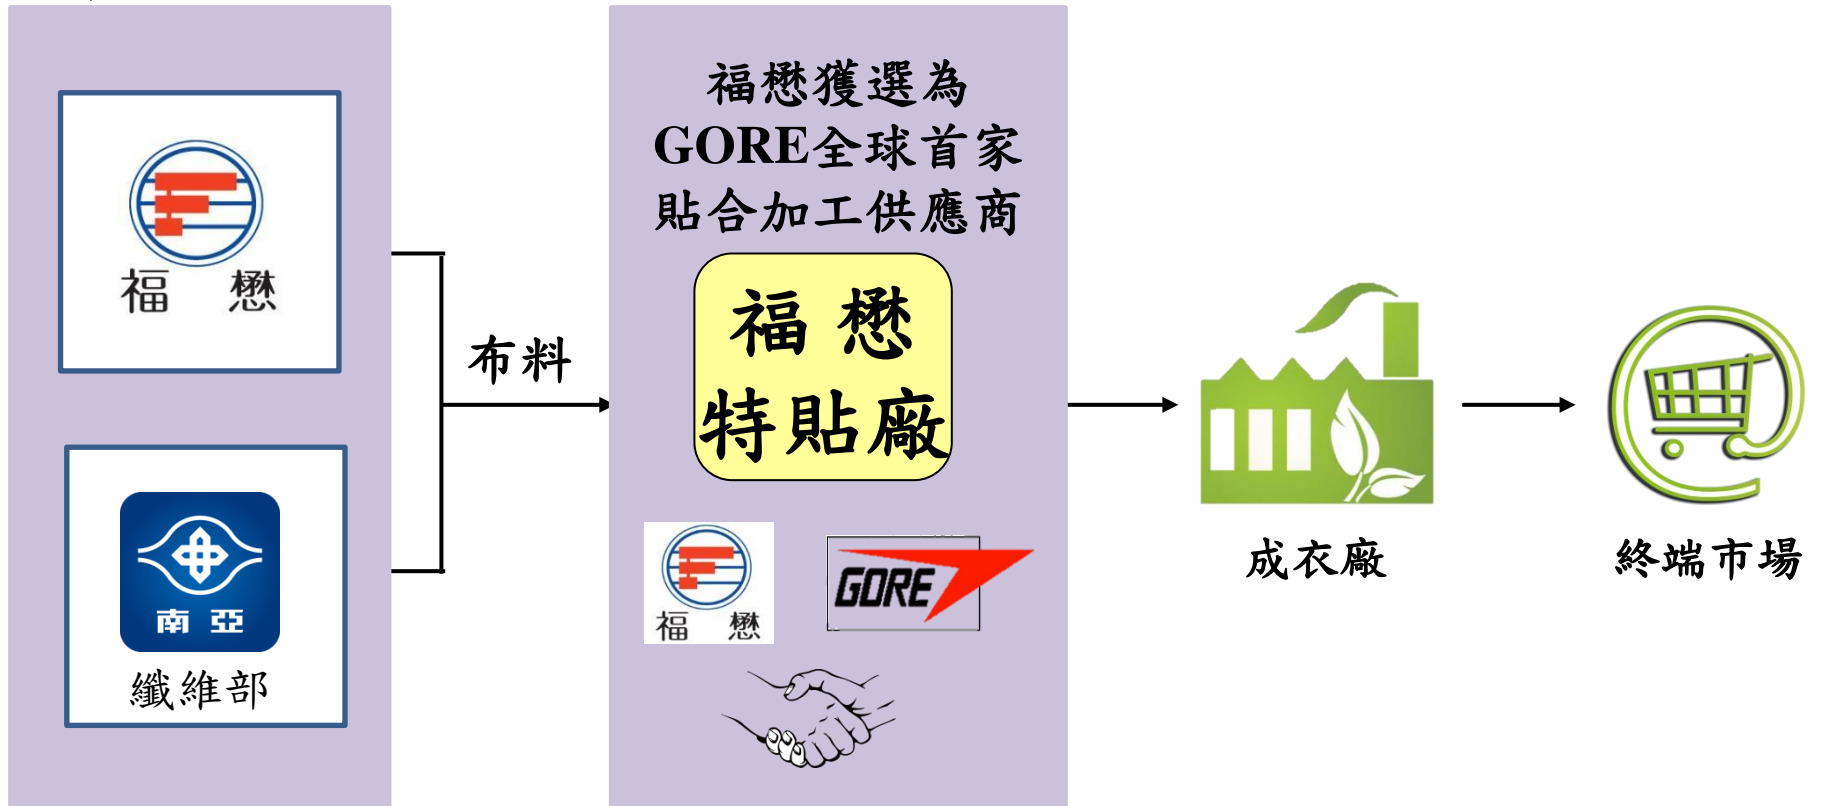 福 懋
南 亞
纖維部
布料
福懋獲選為
GORE全球首家
貼合加工供應商
福 懋
特貼廠
福 懋
GORE
成衣廠
終端市場